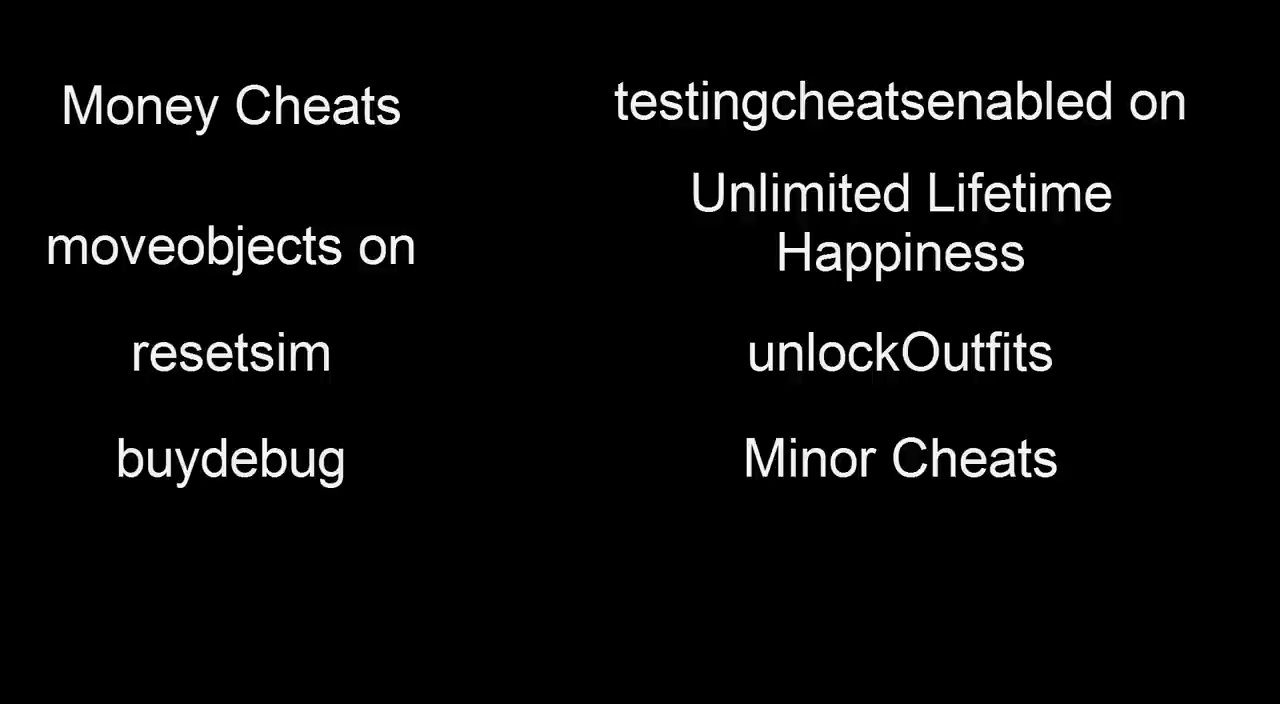 Money Cheats
moveobjects on
resetsim
buydebug
testingcheatsenabled on
Unlimited Lifetime
Happiness
unlockOutfits
Minor Cheats